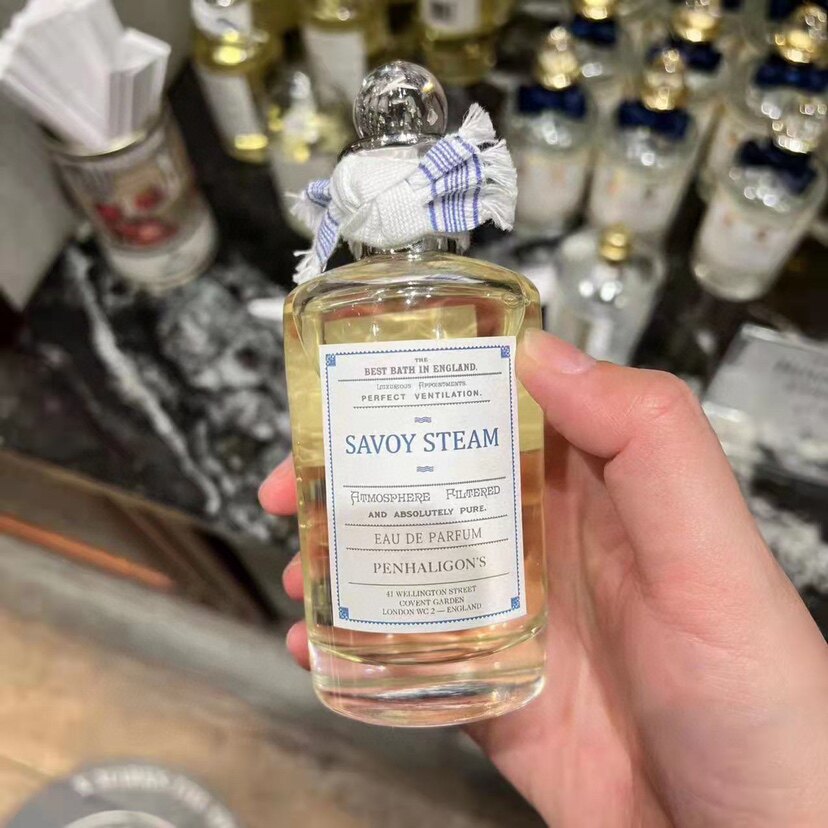 THE
BEST BATH IN ENGLAND.
LUXURIOUS APPOINTMENTS.
PERFECT VENTILATION.
SAVOY STEAM
ATMOSPHERE FILTERED
AND ABSOLUTELY PURE.
EAU DE PARFUM
PENHALIGON'S
41 WELLINGTON STREET
COVENT GARDEN
LONDON WC 2 — ENGLAND